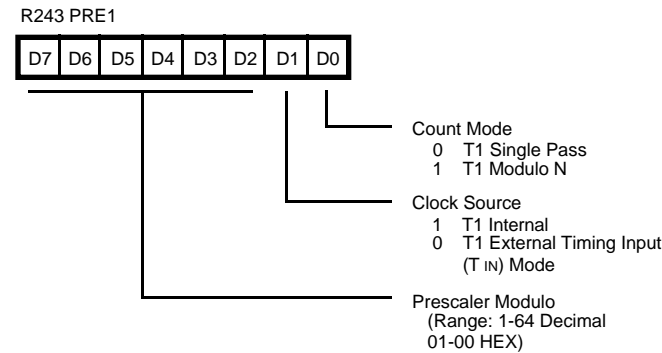 R243 PRE1
D7 D6 D5 D4 D3 D2 D1 D0
Count Mode
0 T1 Single Pass
1 T1 Modulo N
Clock Source
1 T1 Internal
0 T1 External Timing Input
(T IN) Mode
Prescaler Modulo
(Range: 1-64 Decimal
01-00 HEX)